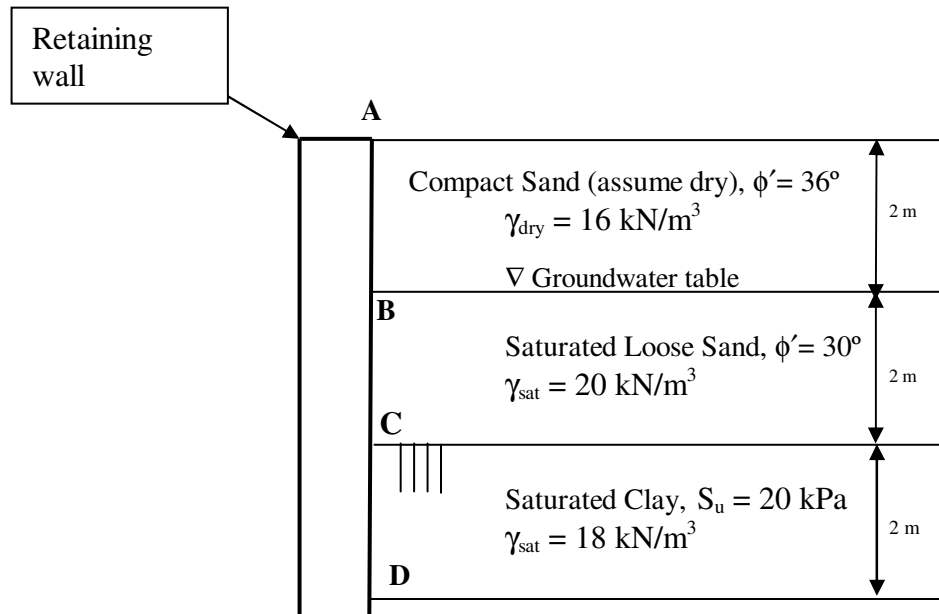 Retaining
wall
A
Compact Sand (assume dry), ϕ′= 36º
γdry = 16 kN/m³
2 m
∇ Groundwater table
B
Saturated Loose Sand, ϕ′= 30º
γsat = 20 kN/m³
2 m
C
Saturated Clay, Su = 20 kPa
γsat = 18 kN/m³
2 m
D